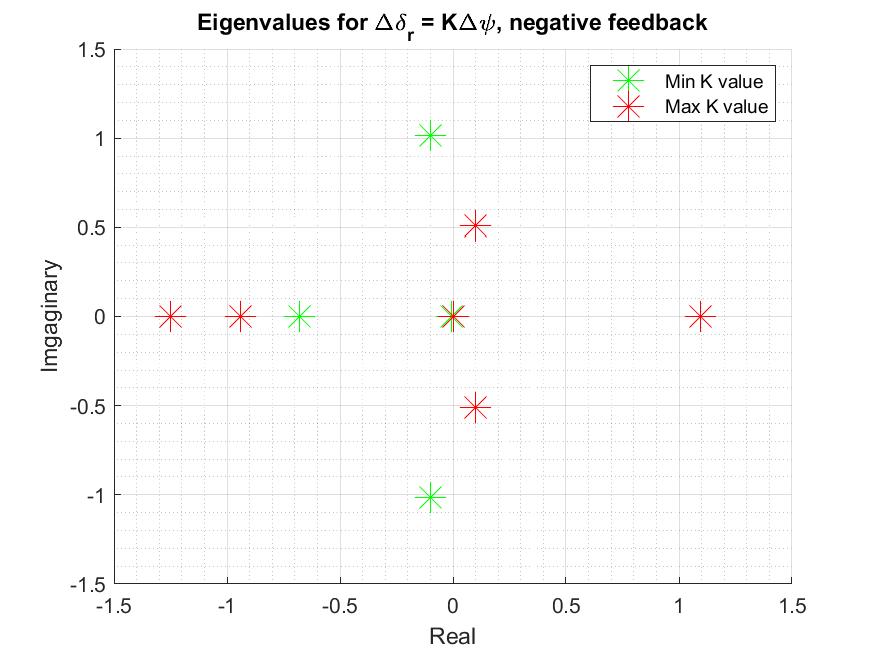 Eigenvalues for Δδr = KΔψ, negative feedback
1.5
1
0.5
0
-0.5
-1
-1.5
Imgaginary
Min K value
Max K value
-1.5
-1
-0.5
0
0.5
1
1.5
Real